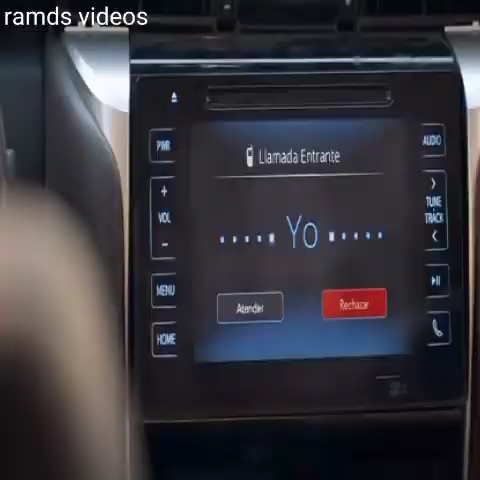 ramds videos
PWR
AUDIO
Llamada Entrante
+
VOL
-
>
TUNE
TRACK
<
Yo
MENU
Atender
Rechazar
HOME